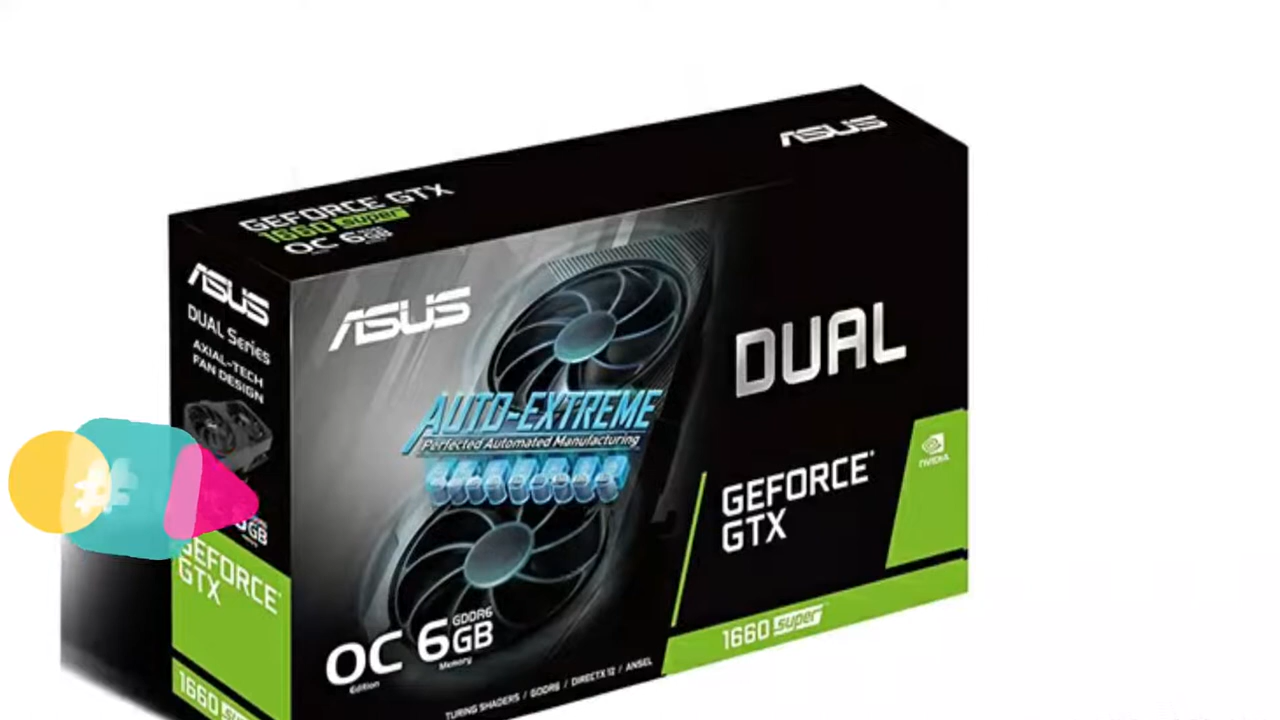 ASUS
GEFORCE GTX
1660 super
OC 6GB
ASUS
DUAL Series
AXIAL-TECH
FAN DESIGN
GB
GEFORCE
GTX
1660
ASUS
AUTO-EXTREME
Perfected Automated Manufacturing
DUAL
GEFORCE
GTX
NVIDIA
1660 super
OC 6GB
Edition
GDDR6
Memory
TURING SHADERS / GDDR6 / DIRECTX 12 / ANSEL
#